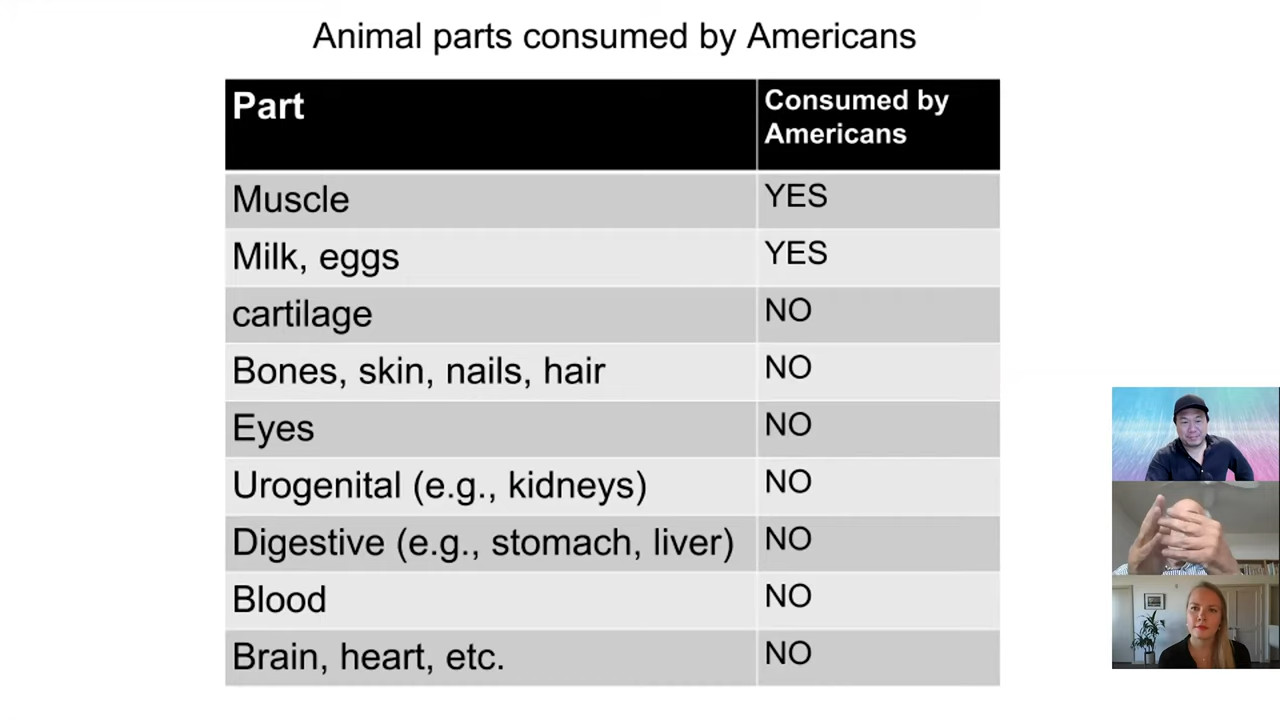 Animal parts consumed by Americans
Part
Consumed by
Americans
Muscle
YES
Milk, eggs
YES
cartilage
NO
Bones, skin, nails, hair
NO
Eyes
NO
Urogenital (e.g., kidneys)
NO
Digestive (e.g., stomach, liver)
NO
Blood
NO
Brain, heart, etc.
NO